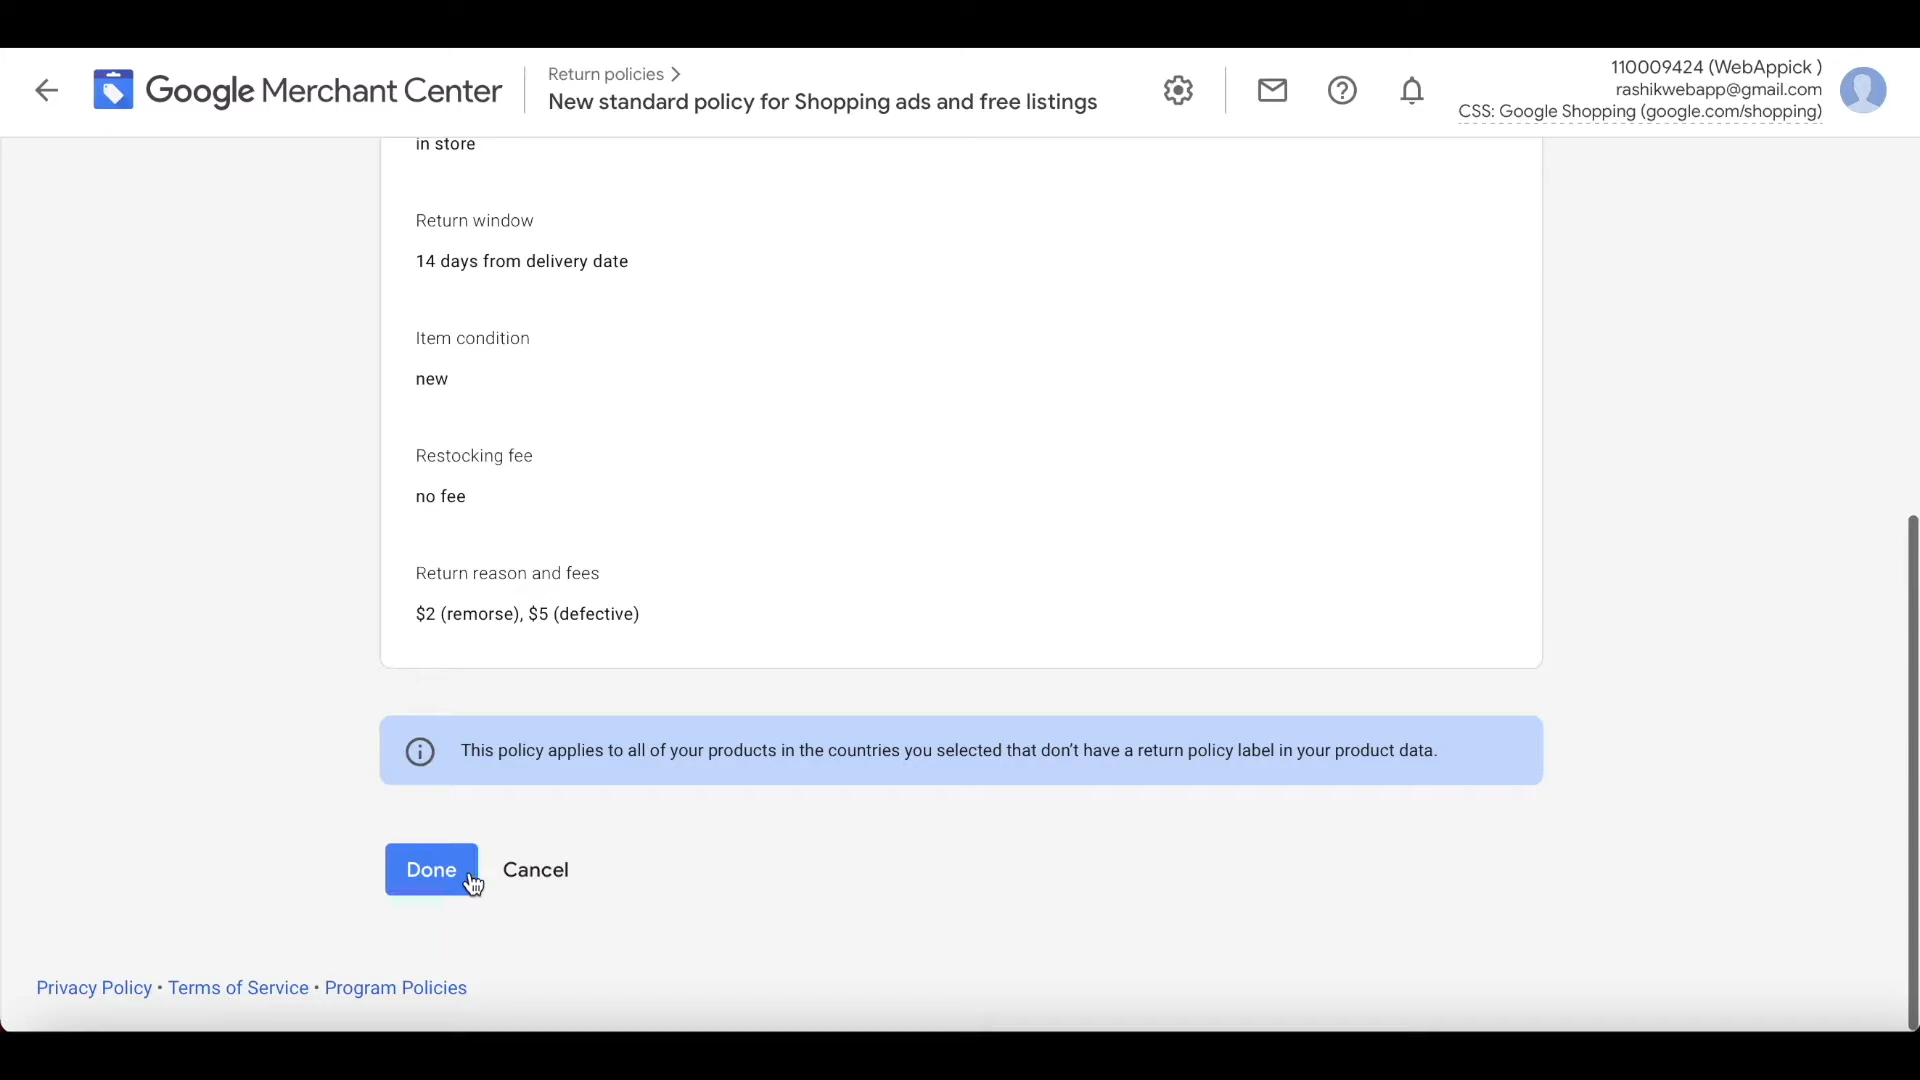 Google Merchant Center
Return policies
New standard policy for Shopping ads and free listings
110009424 (WebAppick )
rashikwebapp@gmail.com
CSS: Google Shopping (google.com/shopping)
in store
Return window
14 days from delivery date
Item condition
new
Restocking fee
no fee
Return reason and fees
$2 (remorse), $5 (defective)
This policy applies to all of your products in the countries you selected that don't have a return policy label in your product data.
Done Cancel
Privacy Policy • Terms of Service • Program Policies